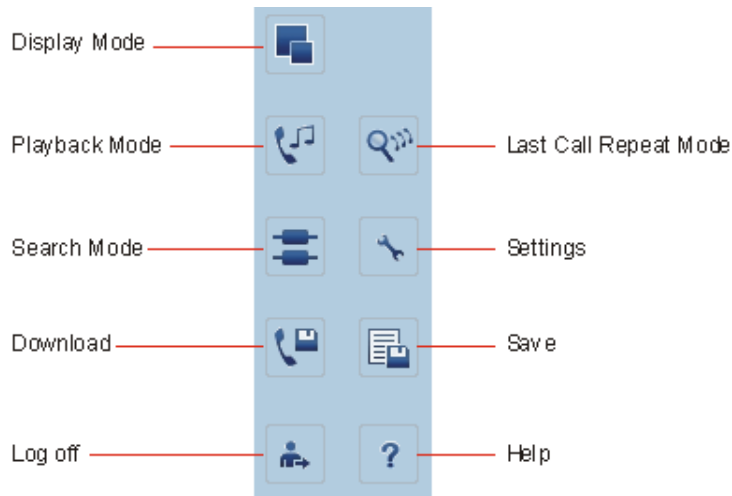 Display Mode
Playback Mode
Last Call Repeat Mode
Search Mode
Settings
Download
Save
Log off
?
Help